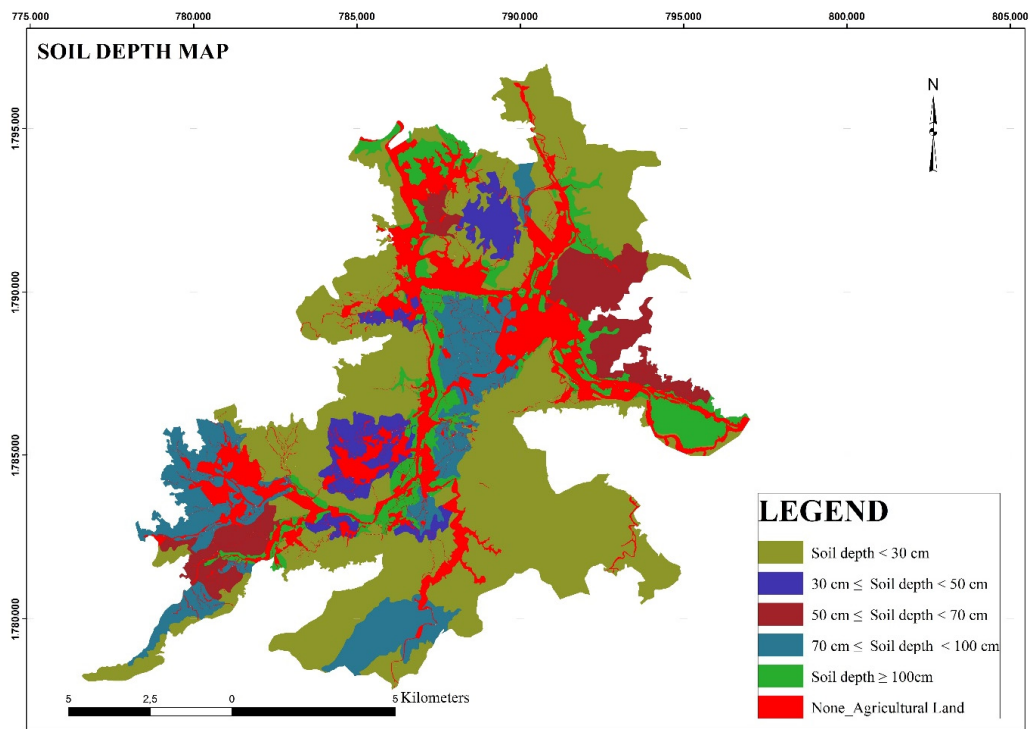 775.000 780.000 785.000 790.000 795.000 800.000 805.000
SOIL DEPTH MAP
N
1795.000
1790.000
1785.000
1780.000
LEGEND
Soil depth < 30 cm
30 cm ≤ Soil depth < 50 cm
50 cm ≤ Soil depth < 70 cm
70 cm ≤ Soil depth < 100 cm
Soil depth ≥ 100cm
None_Agricultural Land
5 2,5 0 5 Kilometers